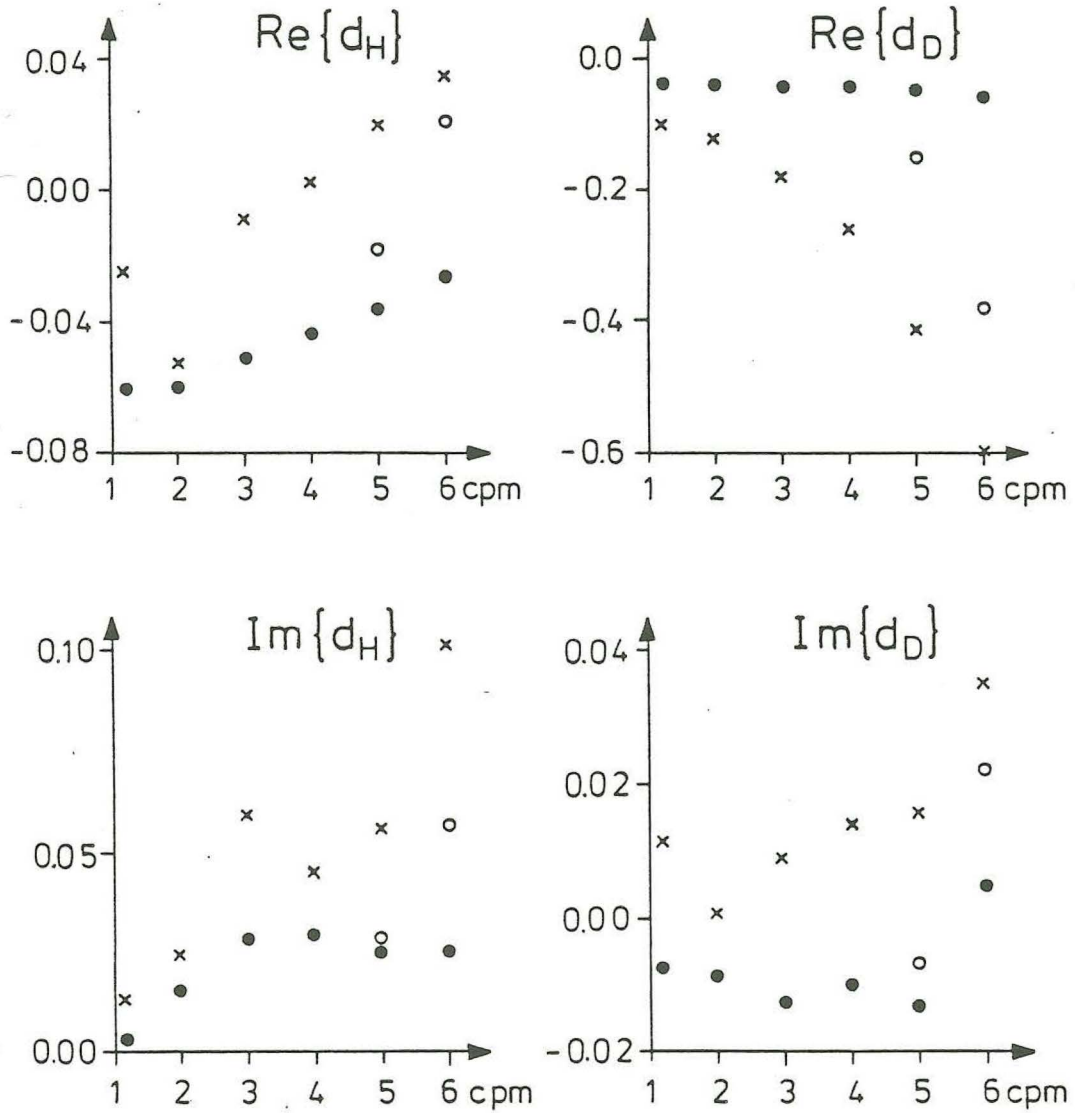 Re{d_H}
0.04
0.00
-0.04
-0.08
1 2 3 4 5 6 cpm
Re{d_D}
0.0
-0.2
-0.4
-0.6
1 2 3 4 5 6 cpm
Im{d_H}
0.10
0.05
0.00
1 2 3 4 5 6 cpm
Im{d_D}
0.04
0.02
0.00
-0.02
1 2 3 4 5 6 cpm